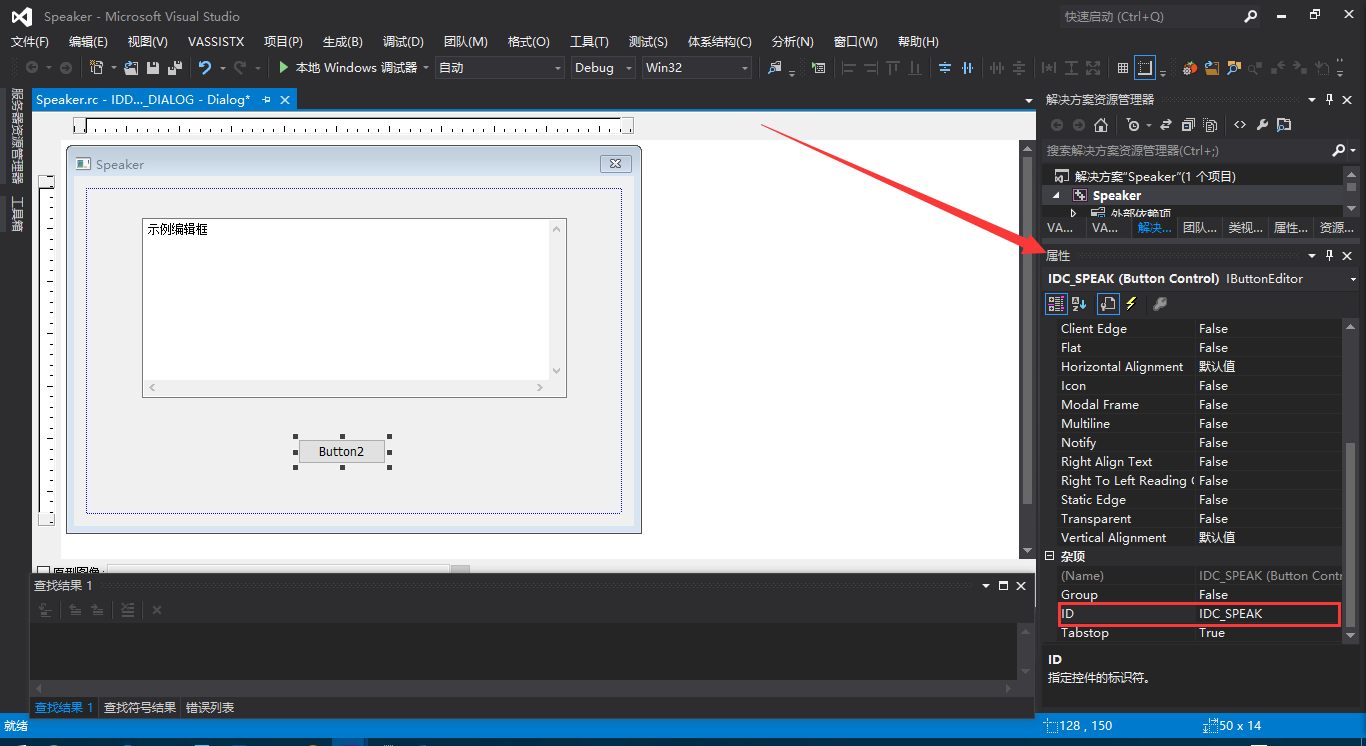 Speaker - Microsoft Visual Studio
快速启动 (Ctrl+Q)
文件(F) 编辑(E) 视图(V) VASSISTX 项目(P) 生成(B) 调试(D) 团队(M) 格式(O) 工具(T) 测试(S) 体系结构(C) 分析(N) 窗口(W) 帮助(H)
本地 Windows 调试器 自动 Debug Win32
服务器资源管理器
工具箱
Speaker.rc - IDD..._DIALOG - Dialog*
Speaker
示例编辑框
Button2
原型图像:
查找结果 1
查找结果 1 查找符号结果 错误列表
解决方案资源管理器
搜索解决方案资源管理器(Ctrl+;)
解决方案"Speaker"(1 个项目)
Speaker
外部依赖项
VA... VA... 解决... 团队... 类视... 属性... 资源...
属性
IDC_SPEAK (Button Control) IButtonEditor
Client Edge False
Flat False
Horizontal Alignment 默认值
Icon False
Modal Frame False
Multiline False
Notify False
Right Align Text False
Right To Left Reading False
Static Edge False
Transparent False
Vertical Alignment 默认值
杂项
(Name) IDC_SPEAK (Button Contr
Group False
ID IDC_SPEAK
Tabstop True
ID
指定控件的标识符。
就绪 128 , 150 50 x 14